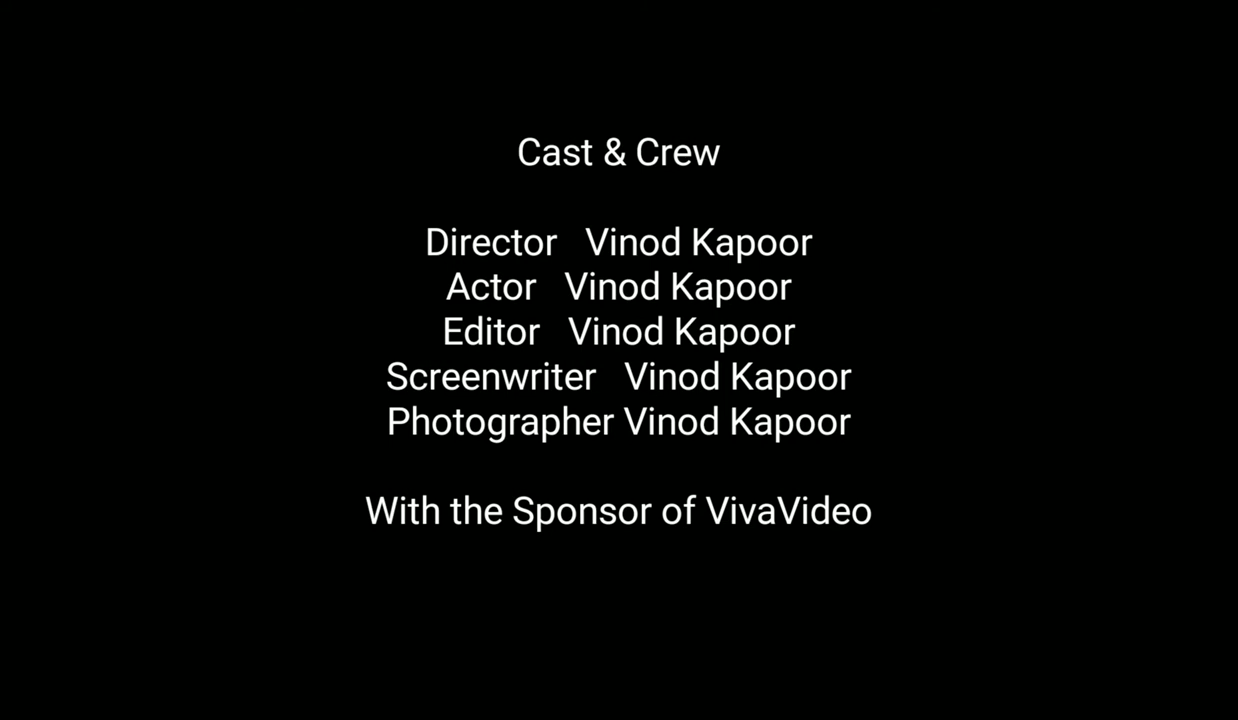 Cast & Crew
Director Vinod Kapoor
Actor Vinod Kapoor
Editor Vinod Kapoor
Screenwriter Vinod Kapoor
Photographer Vinod Kapoor
With the Sponsor of VivaVideo